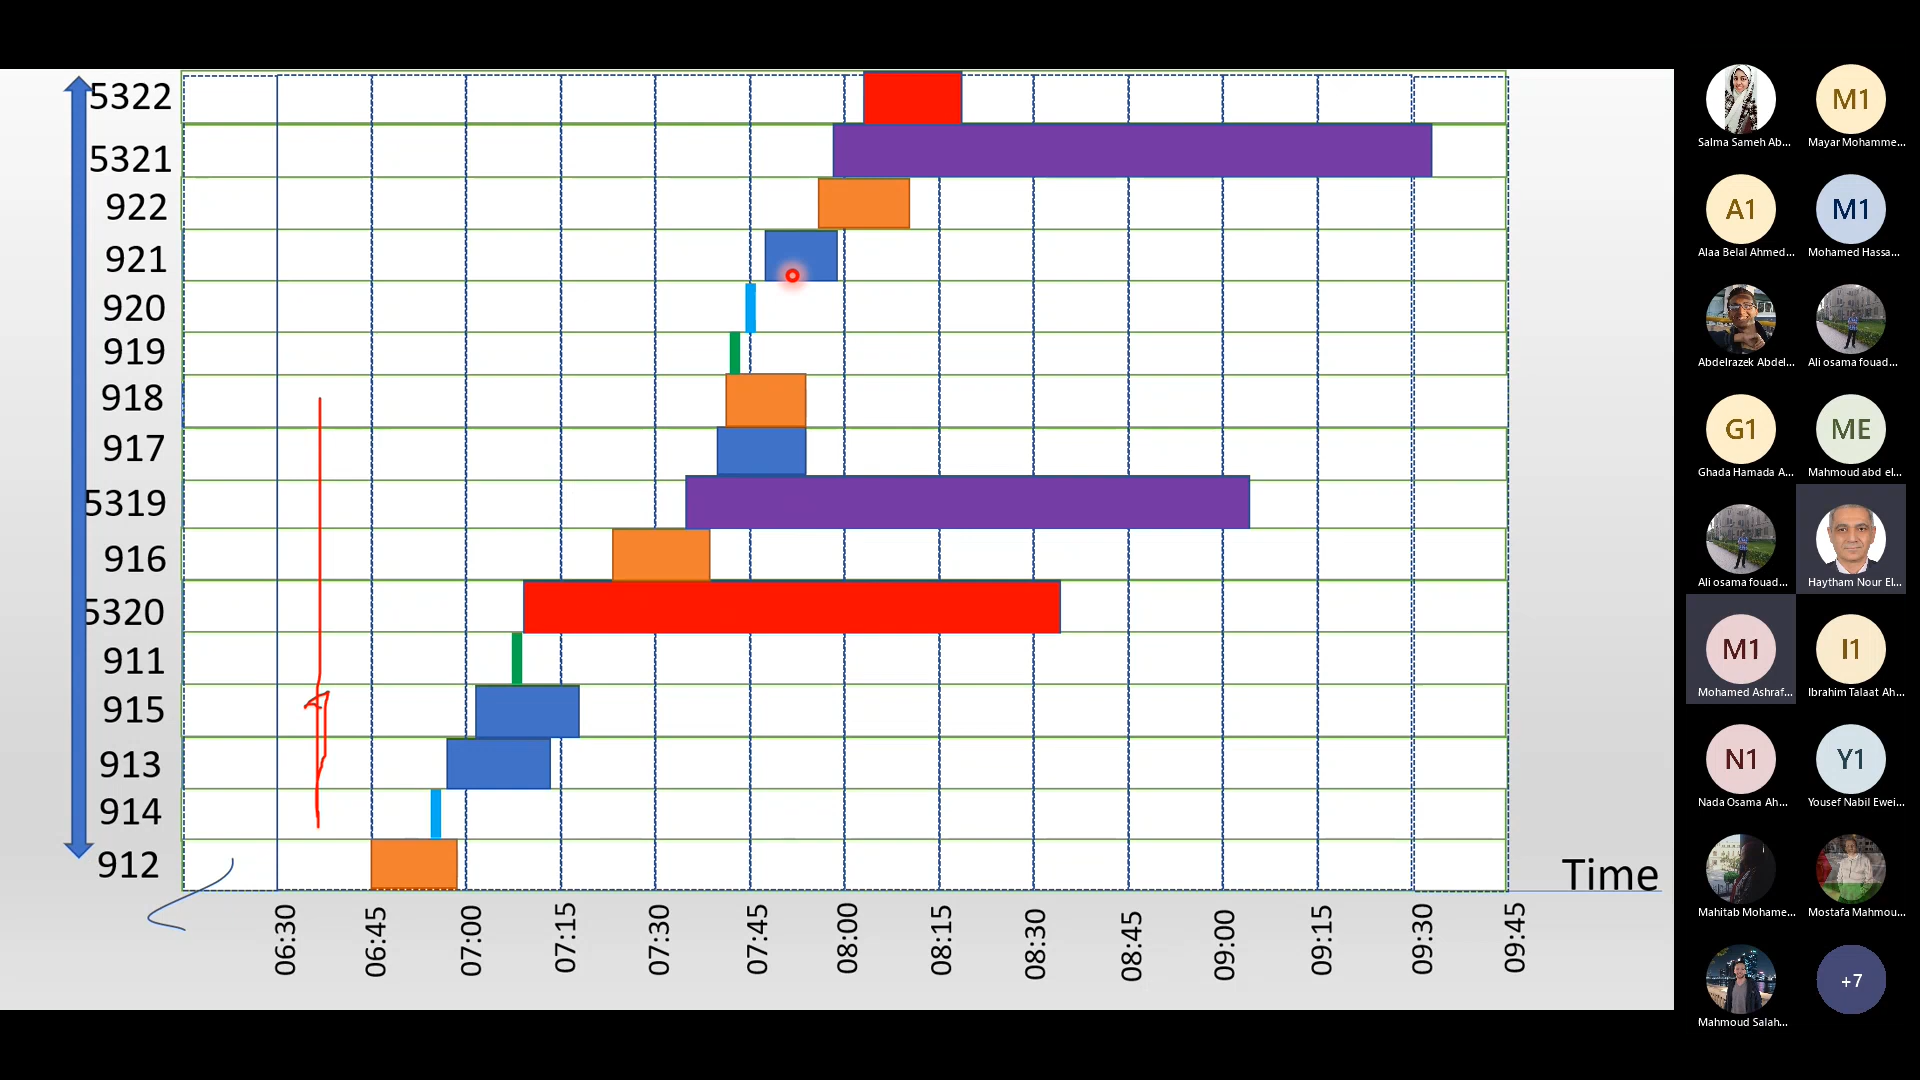 5322
5321
922
921
920
919
918
917
5319
916
5320
911
915
913
914
912
Time
06:30
06:45
07:00
07:15
07:30
07:45
08:00
08:15
08:30
08:45
09:00
09:15
09:30
09:45
Salma Sameh Ab...
M1
Mayar Mohamme...
A1
Alaa Belal Ahmed...
M1
Mohamed Hassa...
Abdelrazek Abdel...
Ali osama fouad...
G1
Ghada Hamada A...
ME
Mahmoud abd el...
Ali osama fouad...
Haytham Nour El...
M1
Mohamed Ashraf...
I1
Ibrahim Talaat Ah...
N1
Nada Osama Ah...
Y1
Yousef Nabil Ewei...
Mahitab Mohame...
Mostafa Mahmou...
Mahmoud Salah...
+7